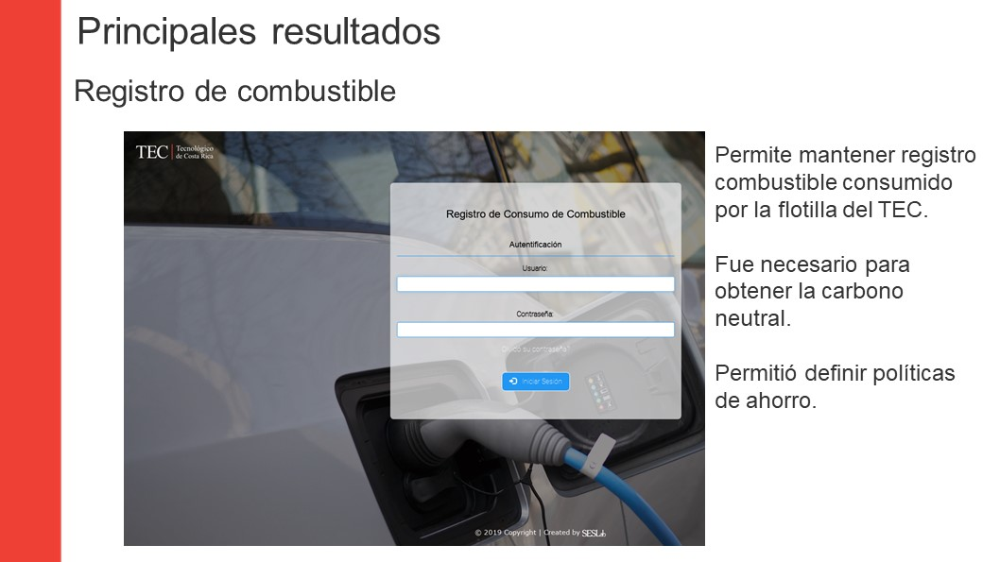 Principales resultados
Registro de combustible
TEC | Tecnológico
de Costa Rica
Registro de Consumo de Combustible
Autentificación
Usuario:
Contraseña:
Olvidó su contraseña?
Iniciar Sesión
© 2019 Copyright | Created by SESLab
Permite mantener registro
combustible consumido
por la flotilla del TEC.
Fue necesario para
obtener la carbono
neutral.
Permitió definir políticas
de ahorro.